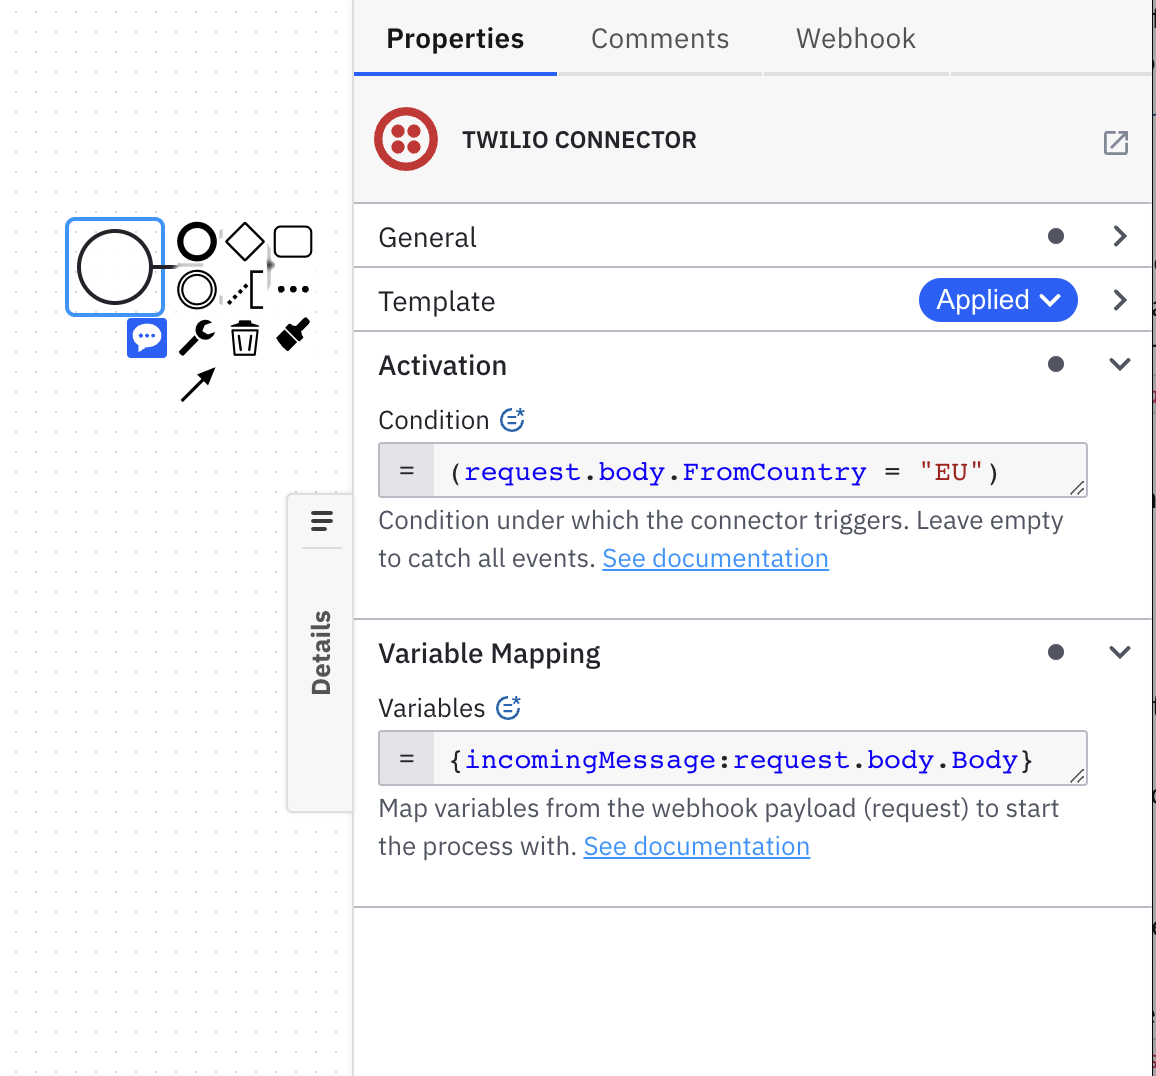 Properties Comments Webhook
TWILIO CONNECTOR
General
Template Applied
Activation
Condition
= (request.body.FromCountry = "EU")
Condition under which the connector triggers. Leave empty
to catch all events. See documentation
Details
Variable Mapping
Variables
= {incomingMessage:request.body.Body}
Map variables from the webhook payload (request) to start
the process with. See documentation